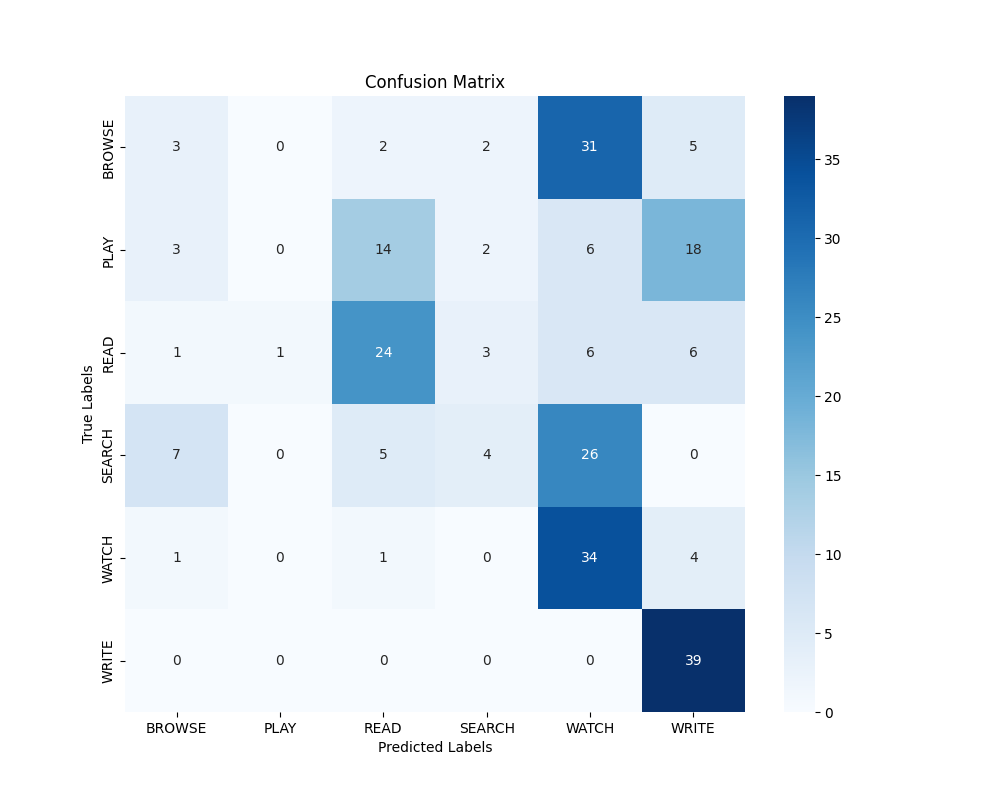 Confusion Matrix
True Labels
BROWSE 3 0 2 2 31 5
PLAY 3 0 14 2 6 18
READ 1 1 24 3 6 6
SEARCH 7 0 5 4 26 0
WATCH 1 0 1 0 34 4
WRITE 0 0 0 0 0 39
BROWSE PLAY READ SEARCH WATCH WRITE
Predicted Labels
35
30
25
20
15
10
5
0